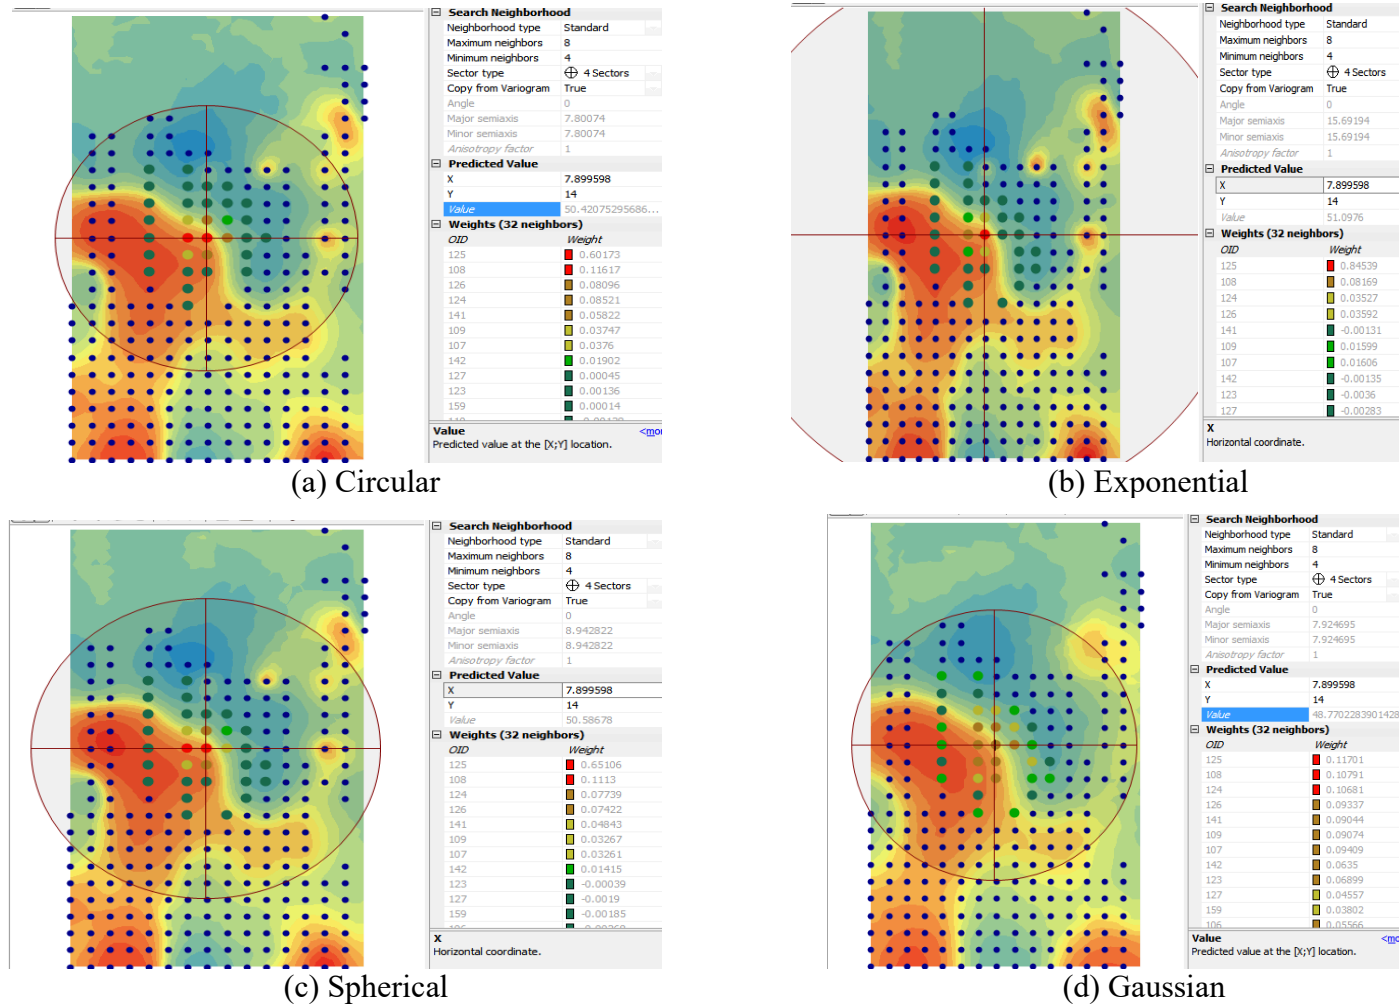 Search Neighborhood
Neighborhood type Standard
Maximum neighbors 8
Minimum neighbors 4
Sector type 4 Sectors
Copy from Variogram True
Angle 0
Major semiaxis 7.80074
Minor semiaxis 7.80074
Anisotropy factor 1
Predicted Value
X 7.899598
Y 14
Value 50.42075295686...
Weights (32 neighbors)
OID Weight
125 0.60173
108 0.11617
126 0.08096
124 0.08521
141 0.05822
109 0.03747
107 0.0376
142 0.01902
127 0.00045
123 0.00136
159 0.00014
Value <mo
Predicted value at the [X;Y] location.
(a) Circular
Search Neighborhood
Neighborhood type Standard
Maximum neighbors 8
Minimum neighbors 4
Sector type 4 Sectors
Copy from Variogram True
Angle 0
Major semiaxis 15.69194
Minor semiaxis 15.69194
Anisotropy factor 1
Predicted Value
X 7.899598
Y 14
Value 51.0976
Weights (32 neighbors)
OID Weight
125 0.84539
108 0.08169
124 0.03527
126 0.03592
141 -0.00131
109 0.01599
107 0.01606
142 -0.00135
123 -0.0036
127 -0.00283
X
Horizontal coordinate.
(b) Exponential
Search Neighborhood
Neighborhood type Standard
Maximum neighbors 8
Minimum neighbors 4
Sector type 4 Sectors
Copy from Variogram True
Angle 0
Major semiaxis 8.942822
Minor semiaxis 8.942822
Anisotropy factor 1
Predicted Value
X 7.899598
Y 14
Value 50.58678
Weights (32 neighbors)
OID Weight
125 0.65106
108 0.1113
124 0.07739
126 0.07422
141 0.04843
109 0.03267
107 0.03261
142 0.01415
123 -0.00039
127 -0.0019
159 -0.00185
X
Horizontal coordinate.
(c) Spherical
Search Neighborhood
Neighborhood type Standard
Maximum neighbors 8
Minimum neighbors 4
Sector type 4 Sectors
Copy from Variogram True
Angle 0
Major semiaxis 7.924695
Minor semiaxis 7.924695
Anisotropy factor 1
Predicted Value
X 7.899598
Y 14
Value 48.7702283901428
Weights (32 neighbors)
OID Weight
125 0.11701
108 0.10791
124 0.10681
126 0.09337
141 0.09044
109 0.09074
107 0.09409
142 0.0635
123 0.06899
127 0.04557
159 0.03802
106 0.05566
Value <mo
Predicted value at the [X;Y] location.
(d) Gaussian